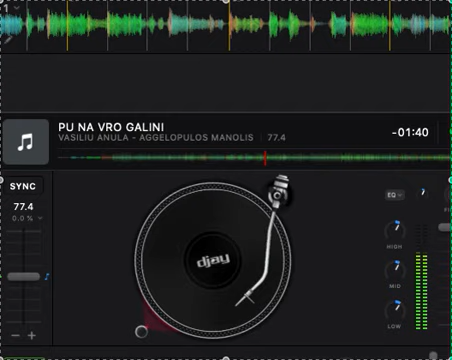 PU NA VRO GALINI
VASILIU ANULA - AGGELOPULOS MANOLIS 77.4
-01:40
SYNC
77.4
0.0 %
djay
EQ
HIGH
MID
LOW